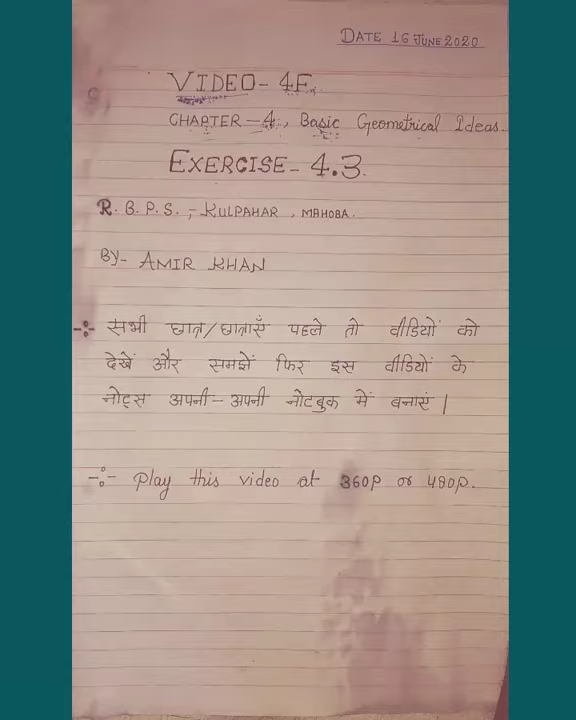 DATE 16 JUNE 2020
VIDEO- 4F.
CHAPTER-4., Basic Geometrical Ideas.
EXERCISE- 4.3.
R. B. P. S., - KULPAHAR, MAHOBA.
By- AMIR KHAN
-:- सभी छात्र/छात्राएँ पहले तो वीडियों को
देखें और समझें फिर इस वीडियों के
नोट्स अपनी-अपनी नोटबुक में बनाएं |
-:- Play this video at 360p or 480p.